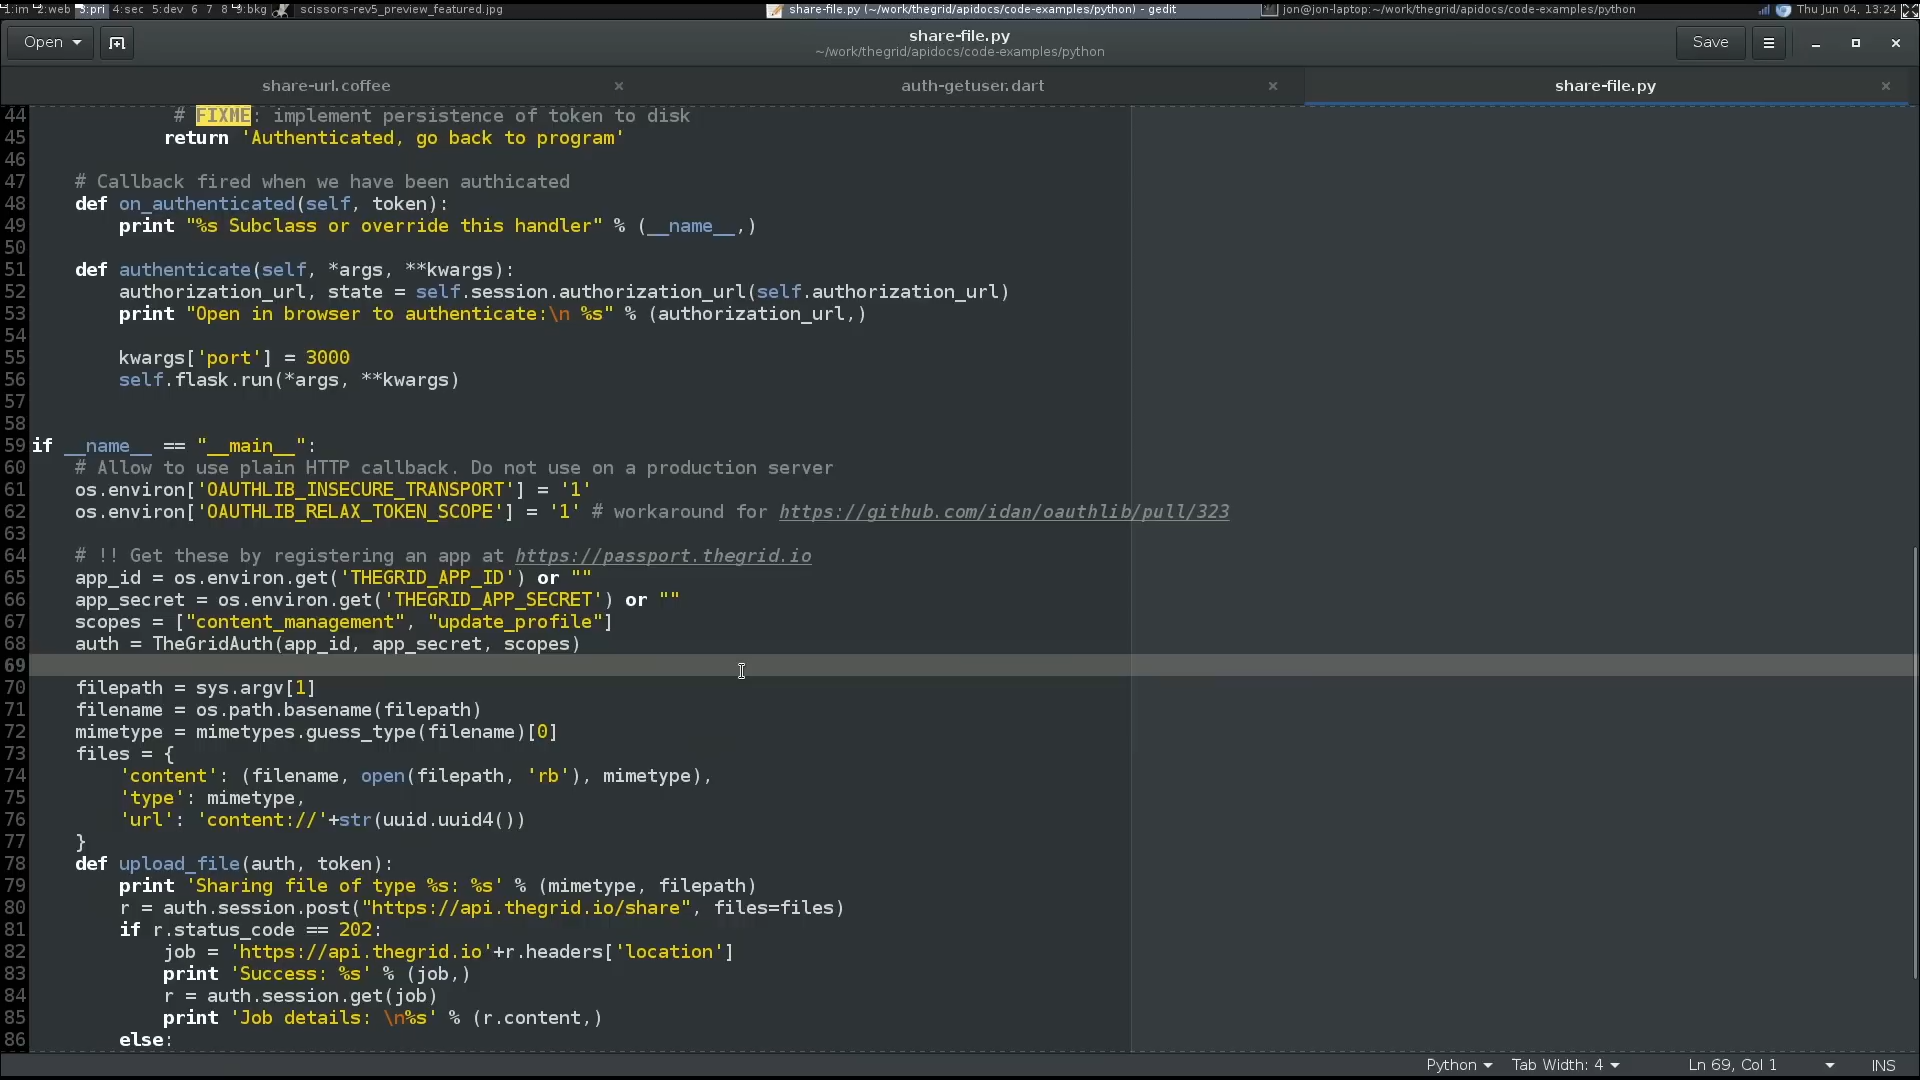 1:im 2:web 3:pri 4:sec 5:dev 6 7 8 9:bkg scissors-rev5_preview_featured.jpg share-file.py (~/work/thegrid/apidocs/code-examples/python) - gedit jon@jon-laptop:~/work/thegrid/apidocs/code-examples/python Thu Jun 04, 13:24
Open share-file.py Save
~/work/thegrid/apidocs/code-examples/python
share-url.coffee × auth-getuser.dart × share-file.py ×
44 # FIXME: implement persistence of token to disk
45 return 'Authenticated, go back to program'
46
47 # Callback fired when we have been authicated
48 def on_authenticated(self, token):
49 print "%s Subclass or override this handler" % (__name__,)
50
51 def authenticate(self, *args, **kwargs):
52 authorization_url, state = self.session.authorization_url(self.authorization_url)
53 print "Open in browser to authenticate:\n %s" % (authorization_url,)
54
55 kwargs['port'] = 3000
56 self.flask.run(*args, **kwargs)
57
58
59 if __name__ == "__main__":
60 # Allow to use plain HTTP callback. Do not use on a production server
61 os.environ['OAUTHLIB_INSECURE_TRANSPORT'] = '1'
62 os.environ['OAUTHLIB_RELAX_TOKEN_SCOPE'] = '1' # workaround for https://github.com/idan/oauthlib/pull/323
63
64 # !! Get these by registering an app at https://passport.thegrid.io
65 app_id = os.environ.get('THEGRID_APP_ID') or ""
66 app_secret = os.environ.get('THEGRID_APP_SECRET') or ""
67 scopes = ["content_management", "update_profile"]
68 auth = TheGridAuth(app_id, app_secret, scopes)
69
70 filepath = sys.argv[1]
71 filename = os.path.basename(filepath)
72 mimetype = mimetypes.guess_type(filename)[0]
73 files = {
74 'content': (filename, open(filepath, 'rb'), mimetype),
75 'type': mimetype,
76 'url': 'content://'+str(uuid.uuid4())
77 }
78 def upload_file(auth, token):
79 print 'Sharing file of type %s: %s' % (mimetype, filepath)
80 r = auth.session.post("https://api.thegrid.io/share", files=files)
81 if r.status_code == 202:
82 job = 'https://api.thegrid.io'+r.headers['location']
83 print 'Success: %s' % (job,)
84 r = auth.session.get(job)
85 print 'Job details: \n%s' % (r.content,)
86 else:
Python Tab Width: 4 Ln 69, Col 1 INS